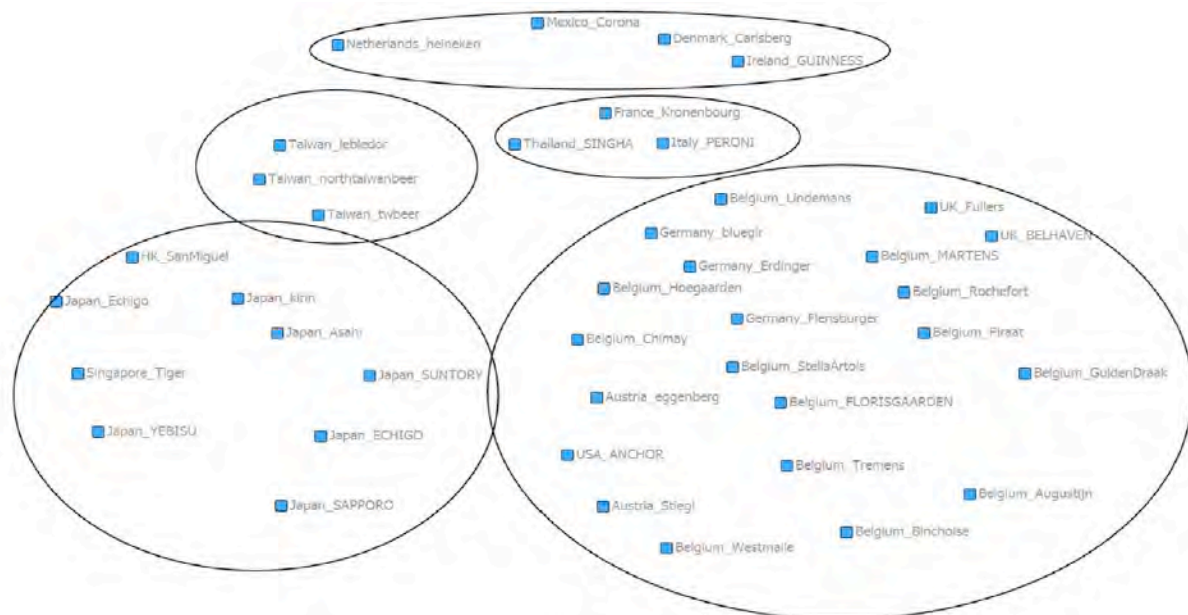 Mexico_Corona
Netherlands_heineken
Denmark_Carlsberg
Ireland_GUINNESS
France_Kronenbourg
Thailand_SINGHA
Italy_PERONI
Taiwan_lebledor
Taiwan_northtaiwanbeer
Taiwan_twbeer
HK_SanMiguel
Japan_Echigo
Japan_kirin
Japan_Asahi
Singapore_Tiger
Japan_SUNTORY
Japan_YEBISU
Japan_ECHIGO
Japan_SAPPORO
Belgium_Lindemans
UK_Fullers
Germany_bluegir
UK_BELHAVEN
Germany_Erdinger
Belgium_MARTENS
Belgium_Hoegaarden
Belgium_Rochefort
Germany_Flensburger
Belgium_Chimay
Belgium_Piraat
Belgium_StellaArtois
Belgium_GuldenDraak
Austria_eggenberg
Belgium_FLORISGAARDEN
USA_ANCHOR
Belgium_Tremens
Belgium_Augustijn
Austria_Stiegl
Belgium_Binchoise
Belgium_Westmalle